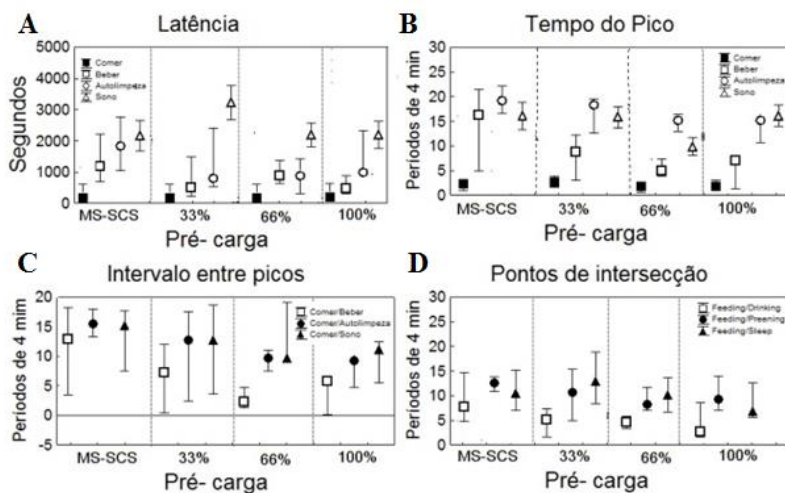 A Latência
5000
4000
3000
2000
1000
0
Segundos
Comer
Beber
Autolimpeza
Sono
MS-SCS 33% 66% 100%
Pré- carga
B Tempo do Pico
30
25
20
15
10
5
0
Períodos de 4 min
Comer
Beber
Autolimpeza
Sono
MS-SCS 33% 66% 100%
Pré- carga
C Intervalo entre picos
20
15
10
5
0
-5
Períodos de 4 mim
Comer/Beber
Comer/Autolimpeza
Comer/Sono
MS-SCS 33% 66% 100%
Pré- carga
D Pontos de intersecção
30
25
20
15
10
5
0
Períodos de 4 min
Feeding/Drinking
Feeding/Preening
Feeding/Sleep
MS-SCS 33% 66% 100%
Pré- carga